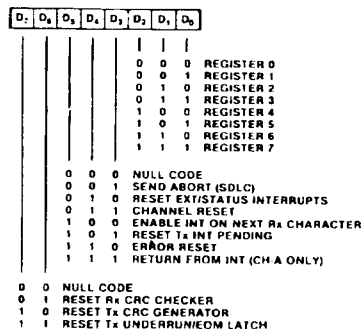 D₇ D₆ D₅ D₄ D₃ D₂ D₁ D₀
0 0 0 REGISTER 0
0 0 1 REGISTER 1
0 1 0 REGISTER 2
0 1 1 REGISTER 3
1 0 0 REGISTER 4
1 0 1 REGISTER 5
1 1 0 REGISTER 6
1 1 1 REGISTER 7
0 0 0 NULL CODE
0 0 1 SEND ABORT (SDLC)
0 1 0 RESET EXT/STATUS INTERRUPTS
0 1 1 CHANNEL RESET
1 0 0 ENABLE INT ON NEXT Rx CHARACTER
1 0 1 RESET Tx INT PENDING
1 1 0 ERROR RESET
1 1 1 RETURN FROM INT (CH-A ONLY)
0 0 NULL CODE
0 1 RESET Rx CRC CHECKER
1 0 RESET Tx CRC GENERATOR
1 1 RESET Tx UNDERRUN/EOM LATCH